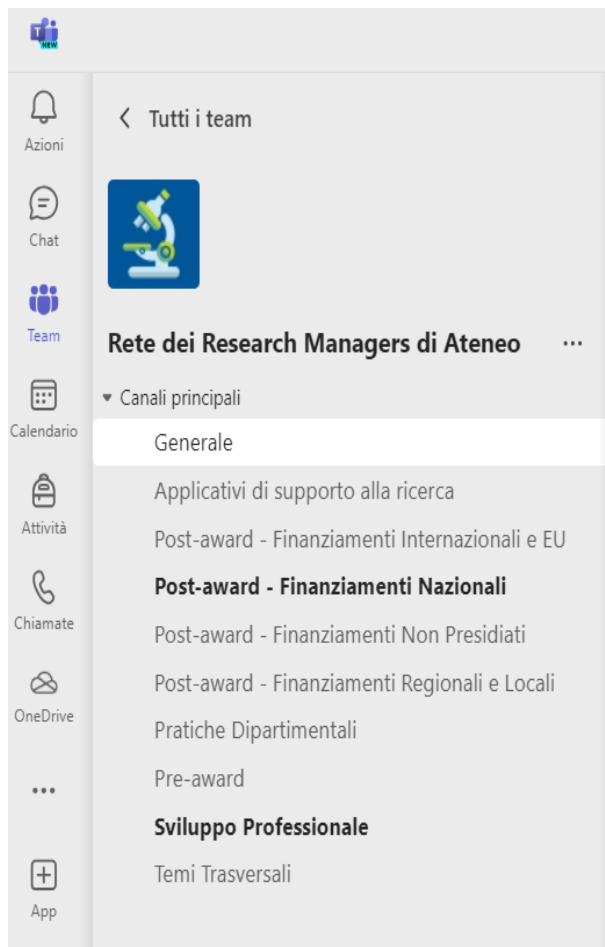 T
NEW
Azioni
Chat
Team
Calendario
Attività
Chiamate
OneDrive
App
Tutti i team
Rete dei Research Managers di Ateneo
Canali principali
Generale
Applicativi di supporto alla ricerca
Post-award - Finanziamenti Internazionali e EU
Post-award - Finanziamenti Nazionali
Post-award - Finanziamenti Non Presidiati
Post-award - Finanziamenti Regionali e Locali
Pratiche Dipartimentali
Pre-award
Sviluppo Professionale
Temi Trasversali